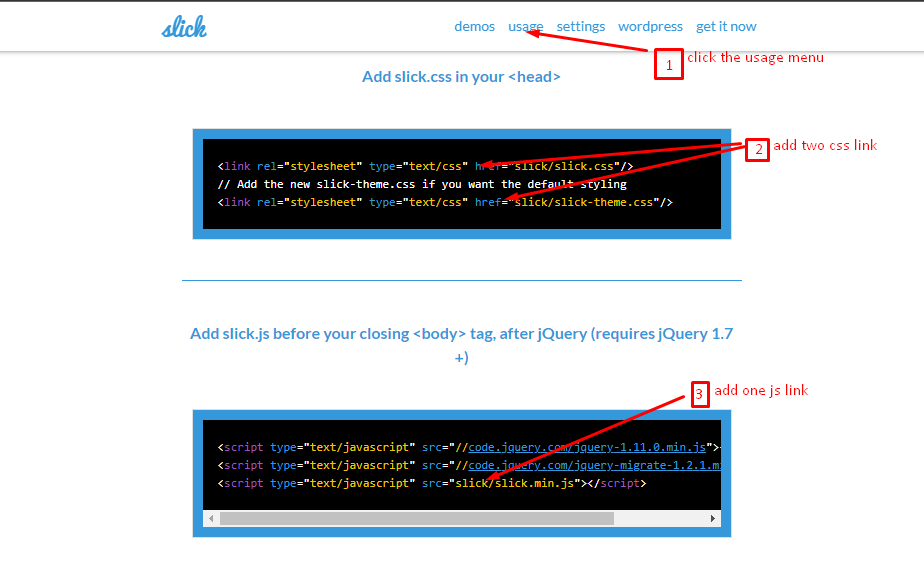 slick
demos usage settings wordpress get it now
1 click the usage menu
Add slick.css in your <head>
<link rel="stylesheet" type="text/css" href="slick/slick.css"/>
// Add the new slick-theme.css if you want the default styling
<link rel="stylesheet" type="text/css" href="slick/slick-theme.css"/>
2 add two css link
Add slick.js before your closing <body> tag, after jQuery (requires jQuery 1.7
+)
3 add one js link
<script type="text/javascript" src="//code.jquery.com/jquery-1.11.0.min.js">
<script type="text/javascript" src="//code.jquery.com/jquery-migrate-1.2.1.mi
<script type="text/javascript" src="slick/slick.min.js"></script>